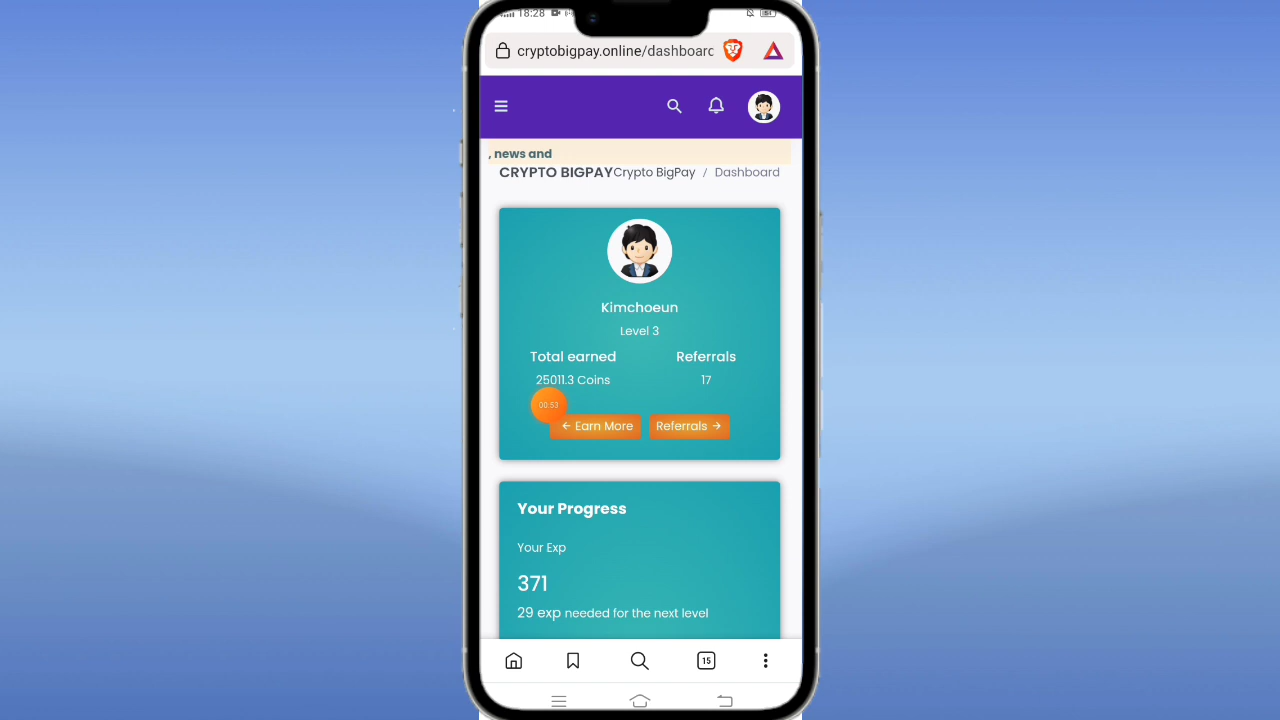 18:28
cryptobigpay.online/dashboard
, news and
CRYPTO BIGPAY Crypto BigPay / Dashboard
Kimchoeun
Level 3
Total earned Referrals
25011.3 Coins 17
00:53
← Earn More Referrals →
Your Progress
Your Exp
371
29 exp needed for the next level
15